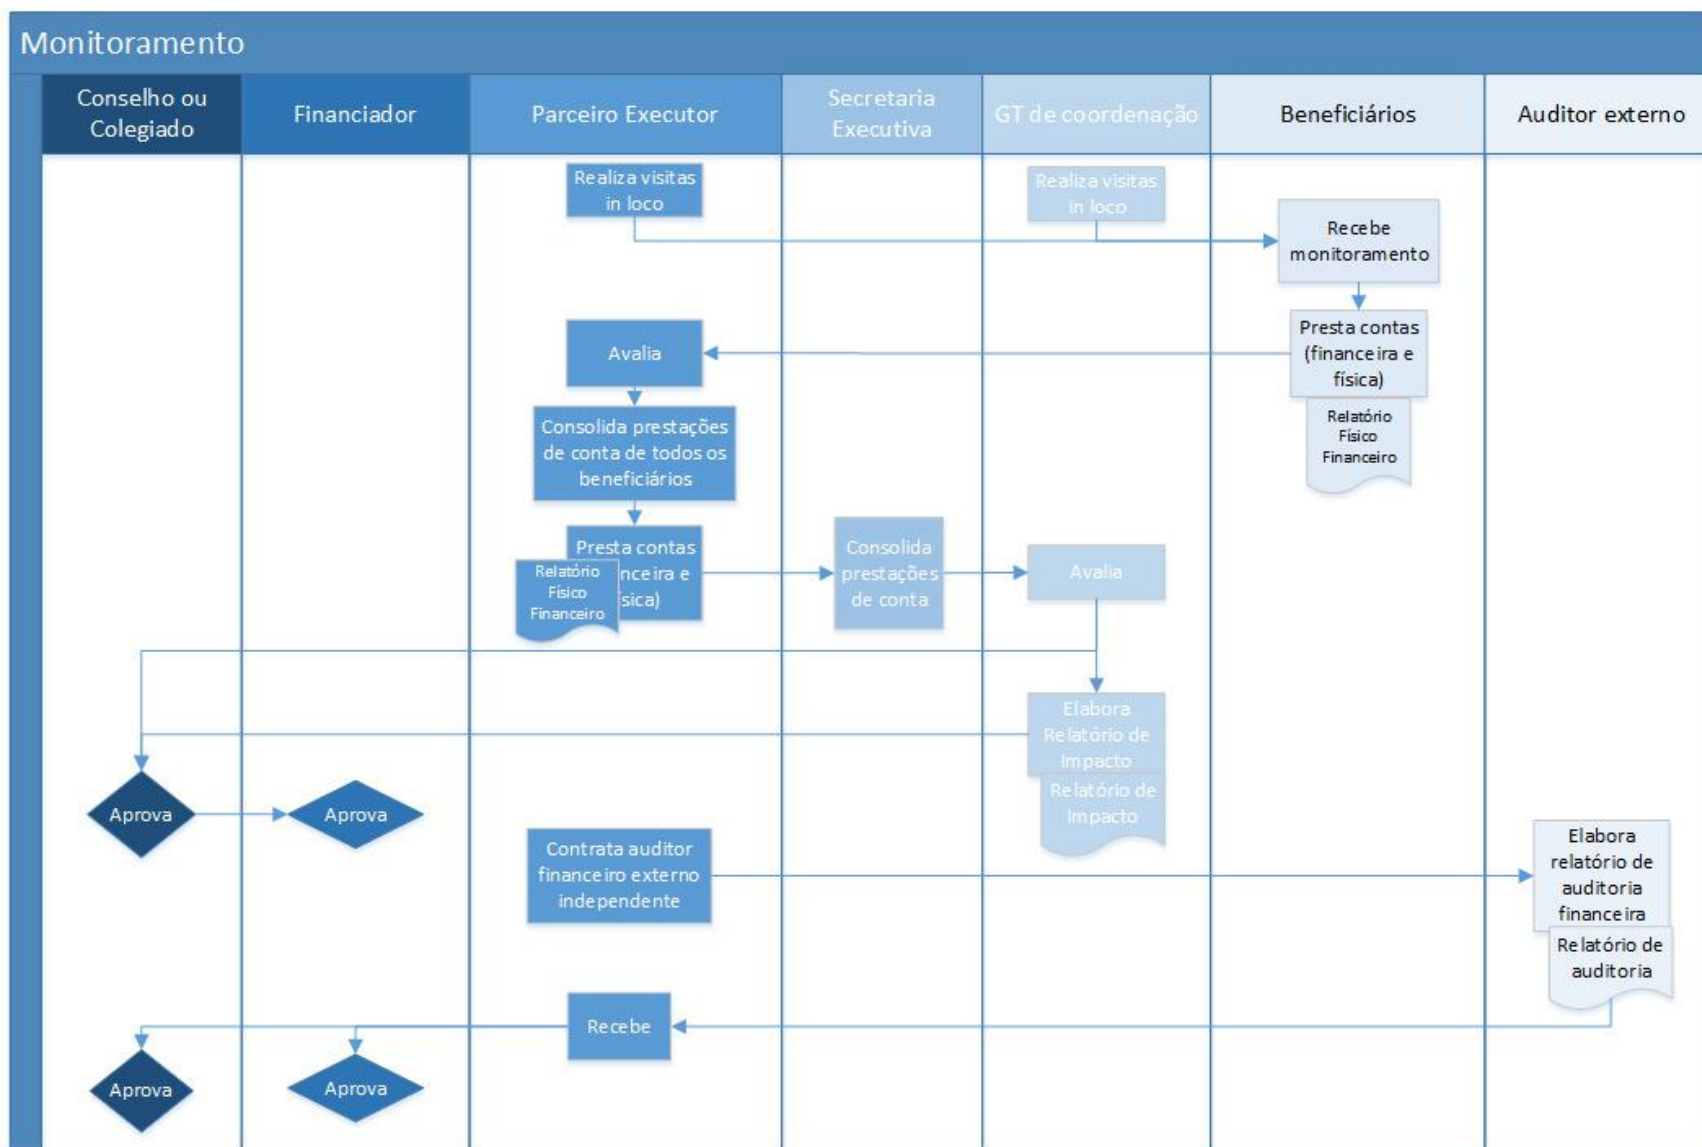 Monitoramento
Conselho ou
Colegiado
Financiador
Parceiro Executor
Secretaria
Executiva
GT de coordenação
Beneficiários
Auditor externo
Realiza visitas
in loco
Realiza visitas
in loco
Recebe
monitoramento
Presta contas
(financeira e
física)
Relatório
Físico
Financeiro
Avalia
Consolida prestações
de conta de todos os
beneficiários
Presta contas
anceira e
sica)
Relatório
Físico
Financeiro
Consolida
prestações
de conta
Avalia
Elabora
Relatório de
Impacto
Relatório de
Impacto
Aprova
Aprova
Contrata auditor
financeiro externo
independente
Elabora
relatório de
auditoria
financeira
Relatório de
auditoria
Recebe
Aprova
Aprova